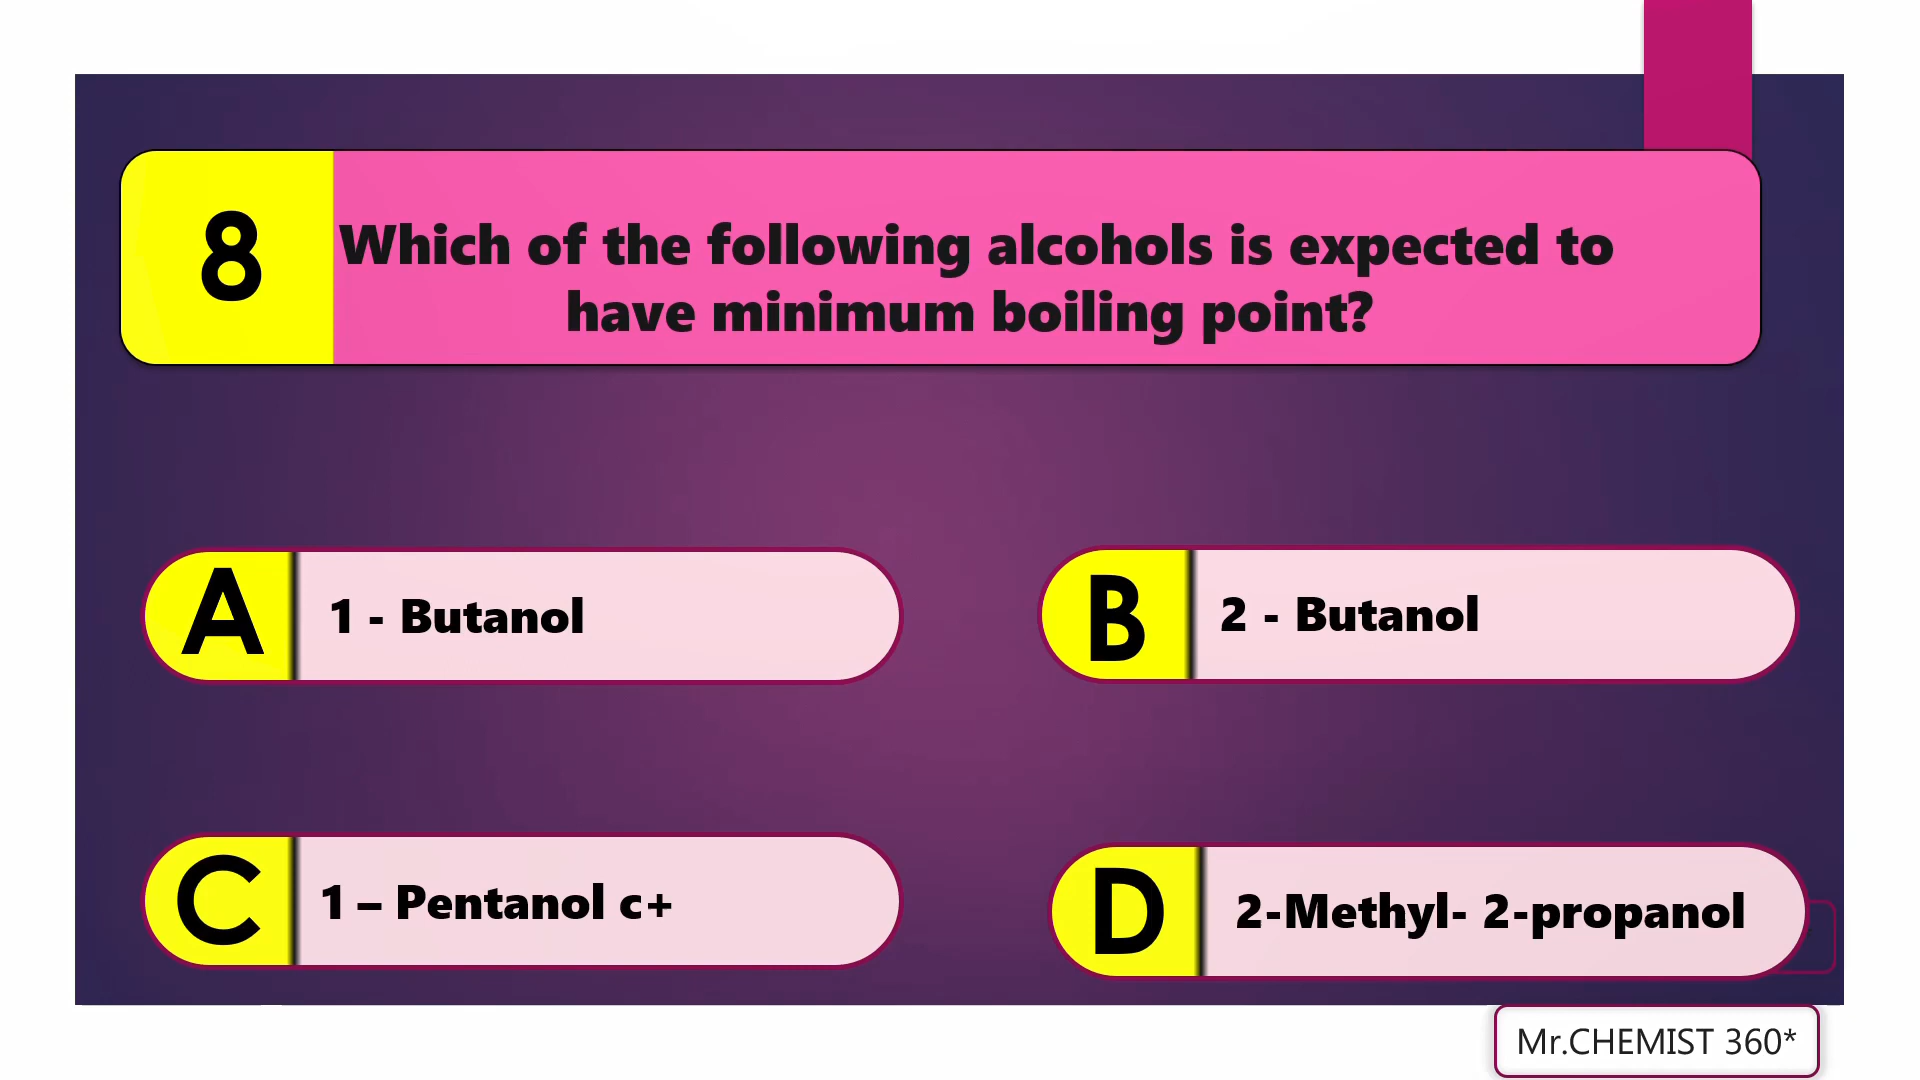 8
Which of the following alcohols is expected to
have minimum boiling point?
A
1 - Butanol
B
2 - Butanol
C
1 – Pentanol c+
D
2-Methyl- 2-propanol
Mr.CHEMIST 360*